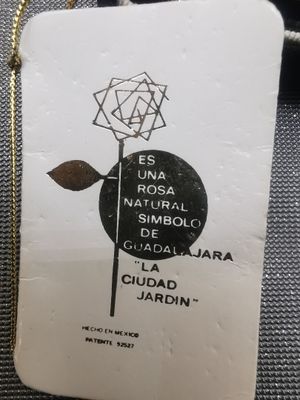 ES
UNA
ROSA
NATURAL
SIMBOLO
DE
GUADALAJARA
"LA
CIUDAD
JARDIN"
HECHO EN MEXICO
PATENTE 92527